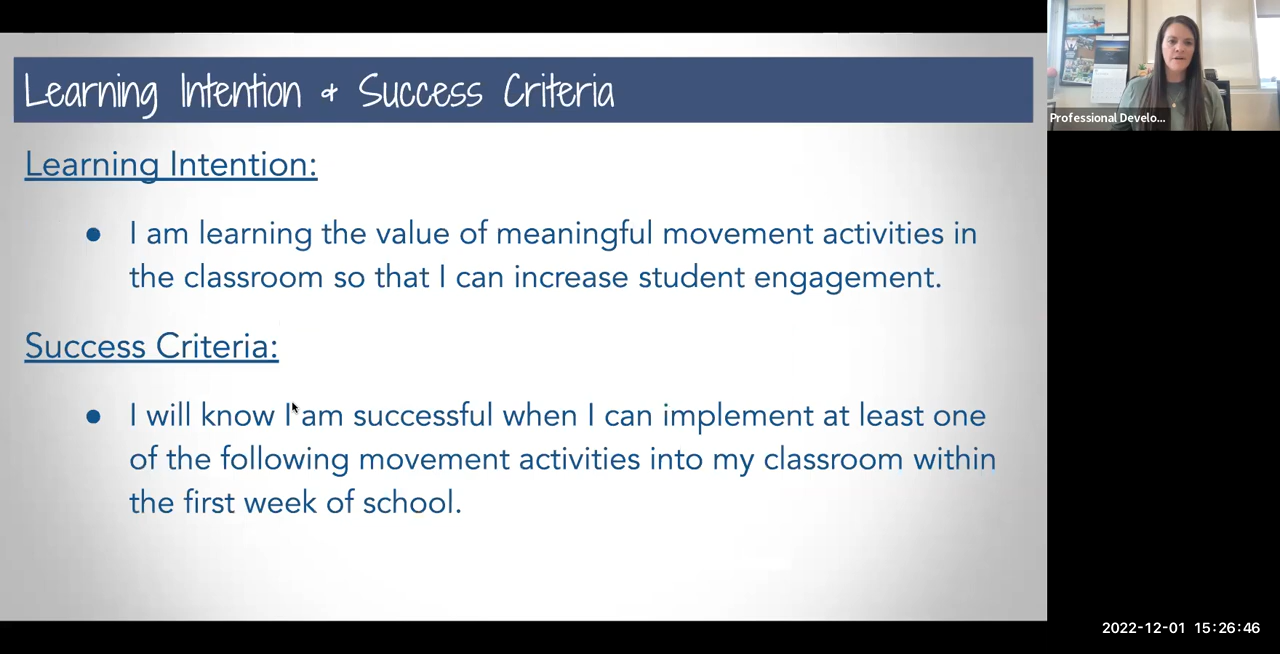 Learning Intention & Success Criteria
Learning Intention:
● I am learning the value of meaningful movement activities in
the classroom so that I can increase student engagement.
Success Criteria:
● I will know I am successful when I can implement at least one
of the following movement activities into my classroom within
the first week of school.
Professional Develo...
2022-12-01 15:26:46